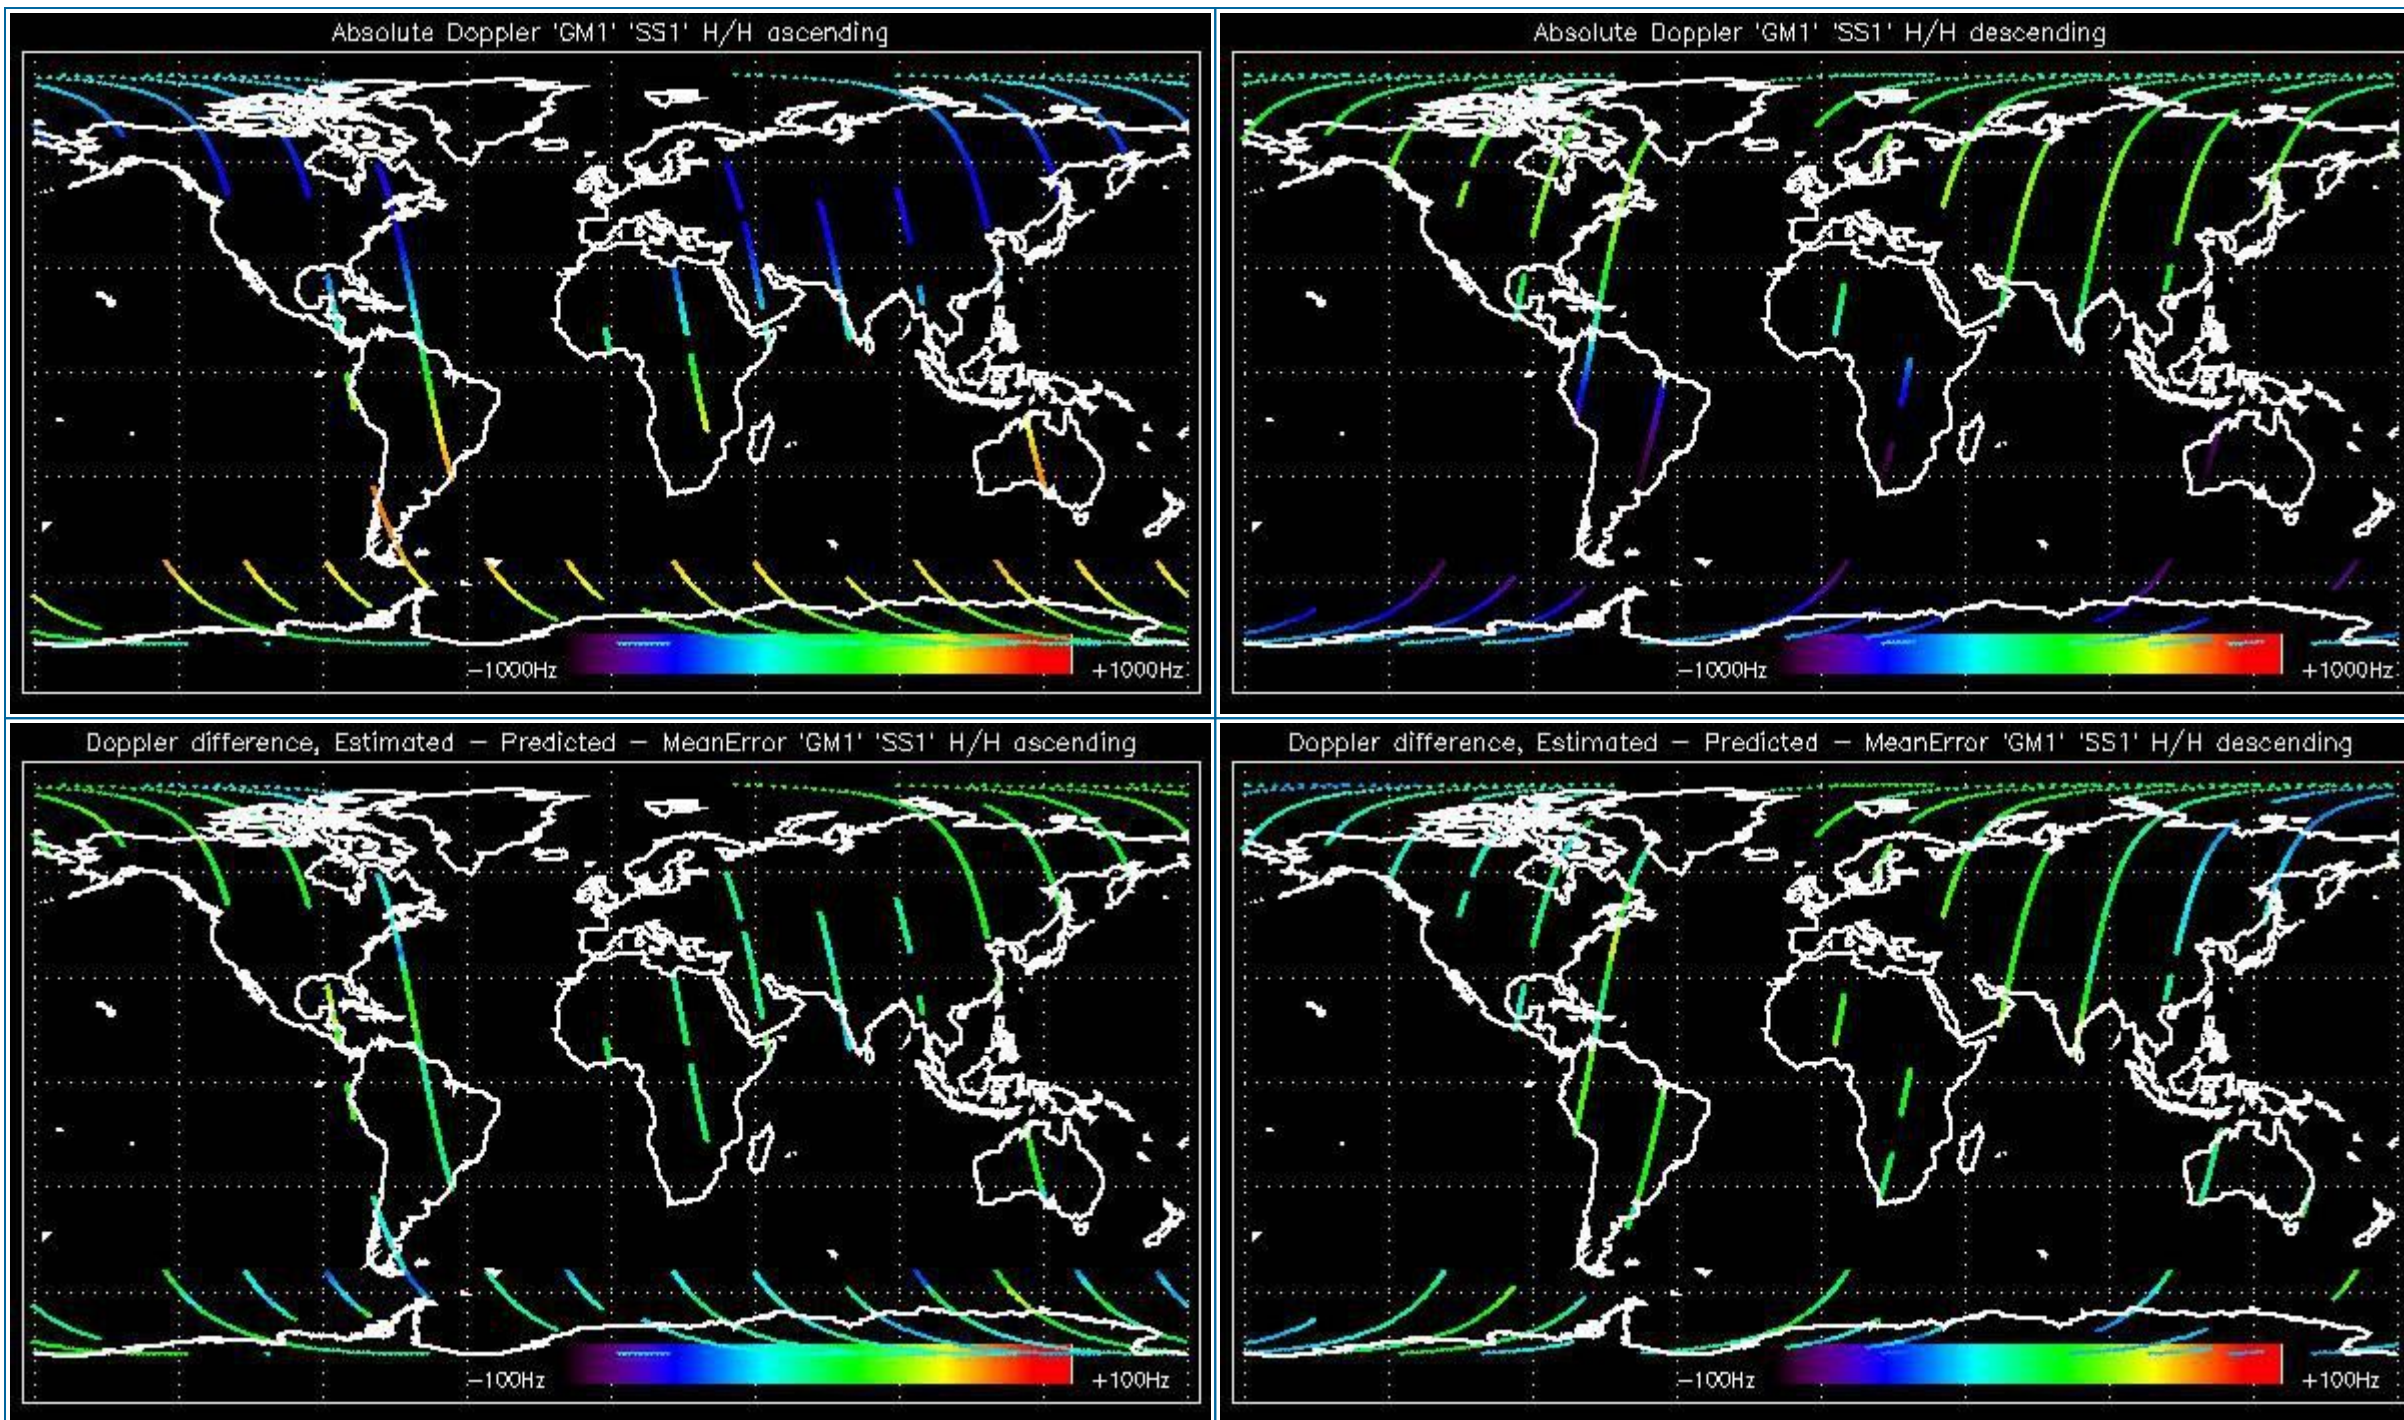 Absolute Doppler 'GM1' 'SS1' H/H ascending
−1000Hz
+1000Hz
Absolute Doppler 'GM1' 'SS1' H/H descending
−1000Hz
+1000Hz
Doppler difference, Estimated − Predicted − MeanError 'GM1' 'SS1' H/H ascending
−100Hz
+100Hz
Doppler difference, Estimated − Predicted − MeanError 'GM1' 'SS1' H/H descending
−100Hz
+100Hz